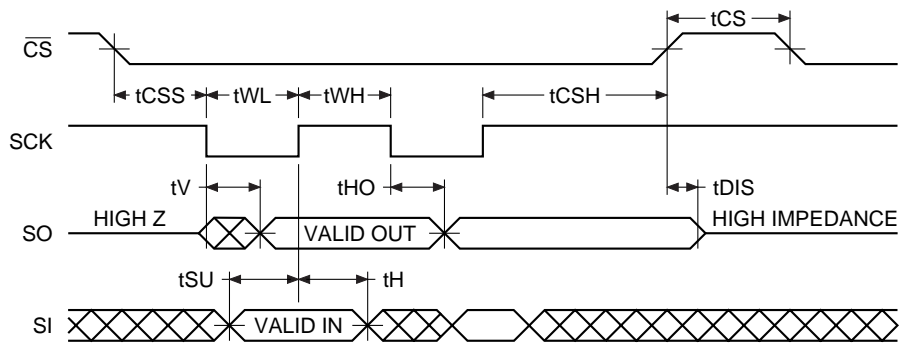 tCS
CS
tCSS tWL tWH tCSH
SCK
tV tHO tDIS
HIGH Z VALID OUT HIGH IMPEDANCE
SO
tSU tH
SI VALID IN